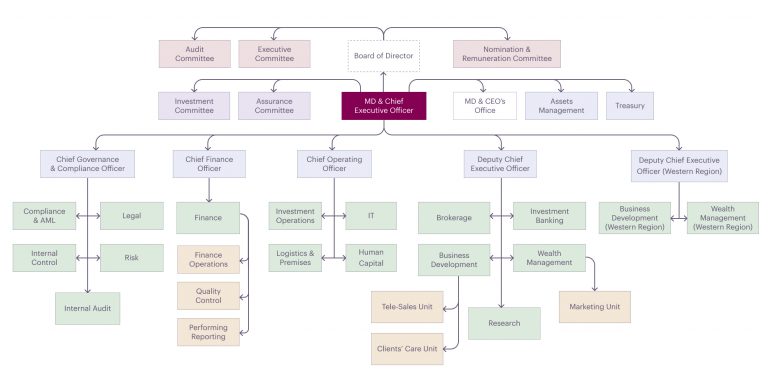 Audit
Committee
Executive
Committee
Board of Director
Nomination &
Remuneration Committee
Investment
Committee
Assurance
Committee
MD & Chief
Executive Officer
MD & CEO's
Office
Assets
Management
Treasury
Chief Governance
& Compliance Officer
Chief Finance
Officer
Chief Operating
Officer
Deputy Chief
Executive Officer
Deputy Chief Executive
Officer (Western Region)
Compliance
& AML
Legal
Finance
Investment
Operations
IT
Brokerage
Investment
Banking
Business
Development
(Western Region)
Wealth
Management
(Western Region)
Internal
Control
Risk
Finance
Operations
Logistics &
Premises
Human
Capital
Business
Development
Wealth
Management
Internal Audit
Quality
Control
Tele-Sales Unit
Research
Marketing Unit
Performing
Reporting
Clients' Care Unit